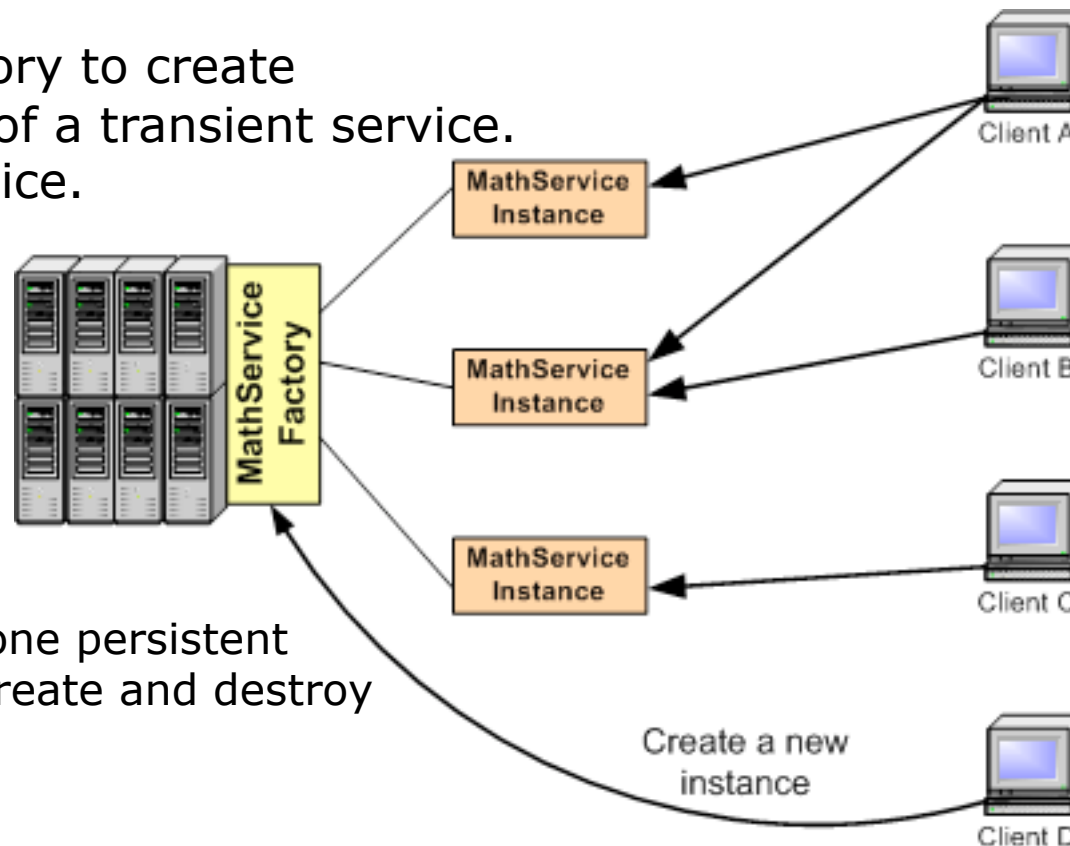 ory to create
of a transient service.
ice.
MathService
Instance
Client A
MathService
Factory
MathService
Instance
Client B
MathService
Instance
Client C
one persistent
reate and destroy
Create a new
instance
Client D